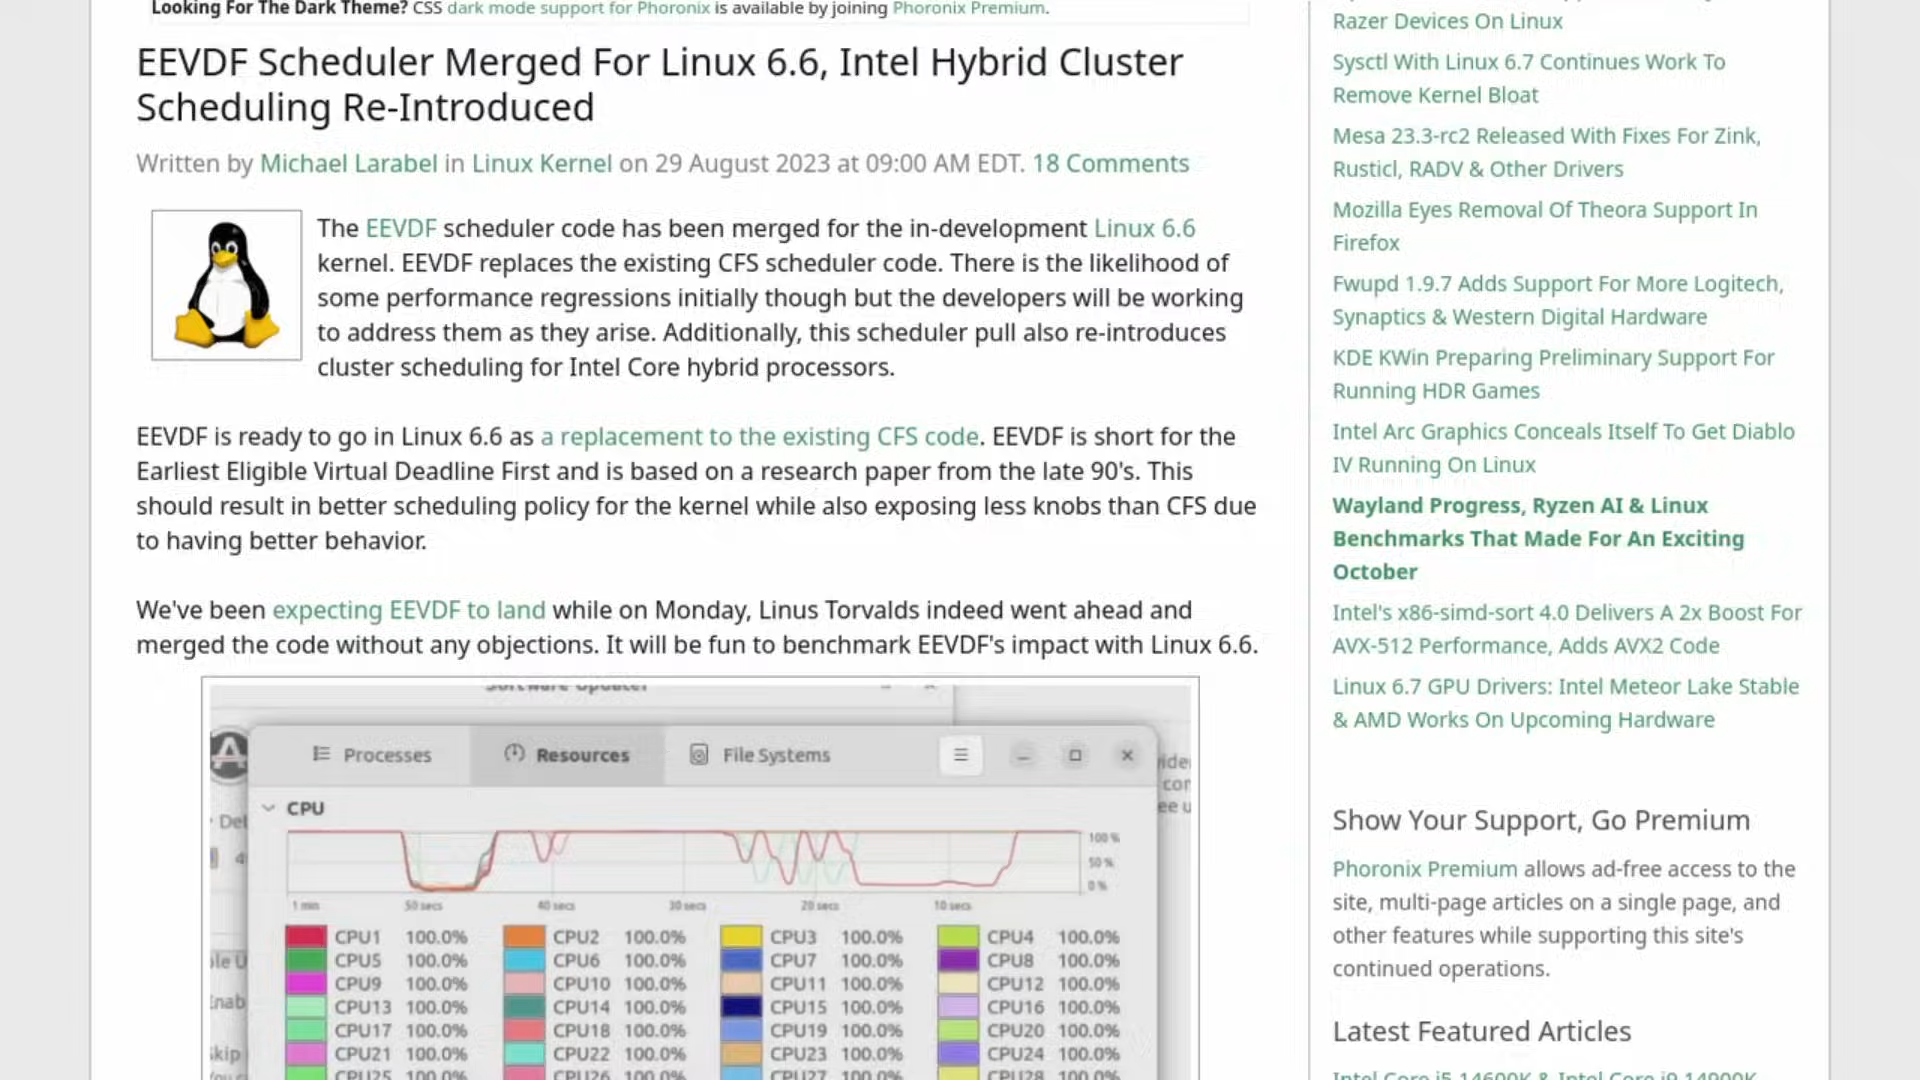 Looking For The Dark Theme? CSS dark mode support for Phoronix is available by joining Phoronix Premium.
EEVDF Scheduler Merged For Linux 6.6, Intel Hybrid Cluster
Scheduling Re-Introduced
Written by Michael Larabel in Linux Kernel on 29 August 2023 at 09:00 AM EDT. 18 Comments
The EEVDF scheduler code has been merged for the in-development Linux 6.6
kernel. EEVDF replaces the existing CFS scheduler code. There is the likelihood of
some performance regressions initially though but the developers will be working
to address them as they arise. Additionally, this scheduler pull also re-introduces
cluster scheduling for Intel Core hybrid processors.
EEVDF is ready to go in Linux 6.6 as a replacement to the existing CFS code. EEVDF is short for the
Earliest Eligible Virtual Deadline First and is based on a research paper from the late 90's. This
should result in better scheduling policy for the kernel while also exposing less knobs than CFS due
to having better behavior.
We've been expecting EEVDF to land while on Monday, Linus Torvalds indeed went ahead and
merged the code without any objections. It will be fun to benchmark EEVDF's impact with Linux 6.6.
Software Updater
Processes Resources File Systems
CPU
100 %
50 %
0 %
1 min 50 secs 40 secs 30 secs 20 secs 10 secs
CPU1 100.0% CPU2 100.0% CPU3 100.0% CPU4 100.0%
CPU5 100.0% CPU6 100.0% CPU7 100.0% CPU8 100.0%
CPU9 100.0% CPU10 100.0% CPU11 100.0% CPU12 100.0%
CPU13 100.0% CPU14 100.0% CPU15 100.0% CPU16 100.0%
CPU17 100.0% CPU18 100.0% CPU19 100.0% CPU20 100.0%
CPU21 100.0% CPU22 100.0% CPU23 100.0% CPU24 100.0%
CPU25 100.0% CPU26 100.0% CPU27 100.0% CPU28 100.0%
Razer Devices On Linux
Sysctl With Linux 6.7 Continues Work To
Remove Kernel Bloat
Mesa 23.3-rc2 Released With Fixes For Zink,
Rusticl, RADV & Other Drivers
Mozilla Eyes Removal Of Theora Support In
Firefox
Fwupd 1.9.7 Adds Support For More Logitech,
Synaptics & Western Digital Hardware
KDE KWin Preparing Preliminary Support For
Running HDR Games
Intel Arc Graphics Conceals Itself To Get Diablo
IV Running On Linux
Wayland Progress, Ryzen AI & Linux
Benchmarks That Made For An Exciting
October
Intel's x86-simd-sort 4.0 Delivers A 2x Boost For
AVX-512 Performance, Adds AVX2 Code
Linux 6.7 GPU Drivers: Intel Meteor Lake Stable
& AMD Works On Upcoming Hardware
Show Your Support, Go Premium
Phoronix Premium allows ad-free access to the
site, multi-page articles on a single page, and
other features while supporting this site's
continued operations.
Latest Featured Articles
Intel Core i5 14600K & Intel Core i9 14900K